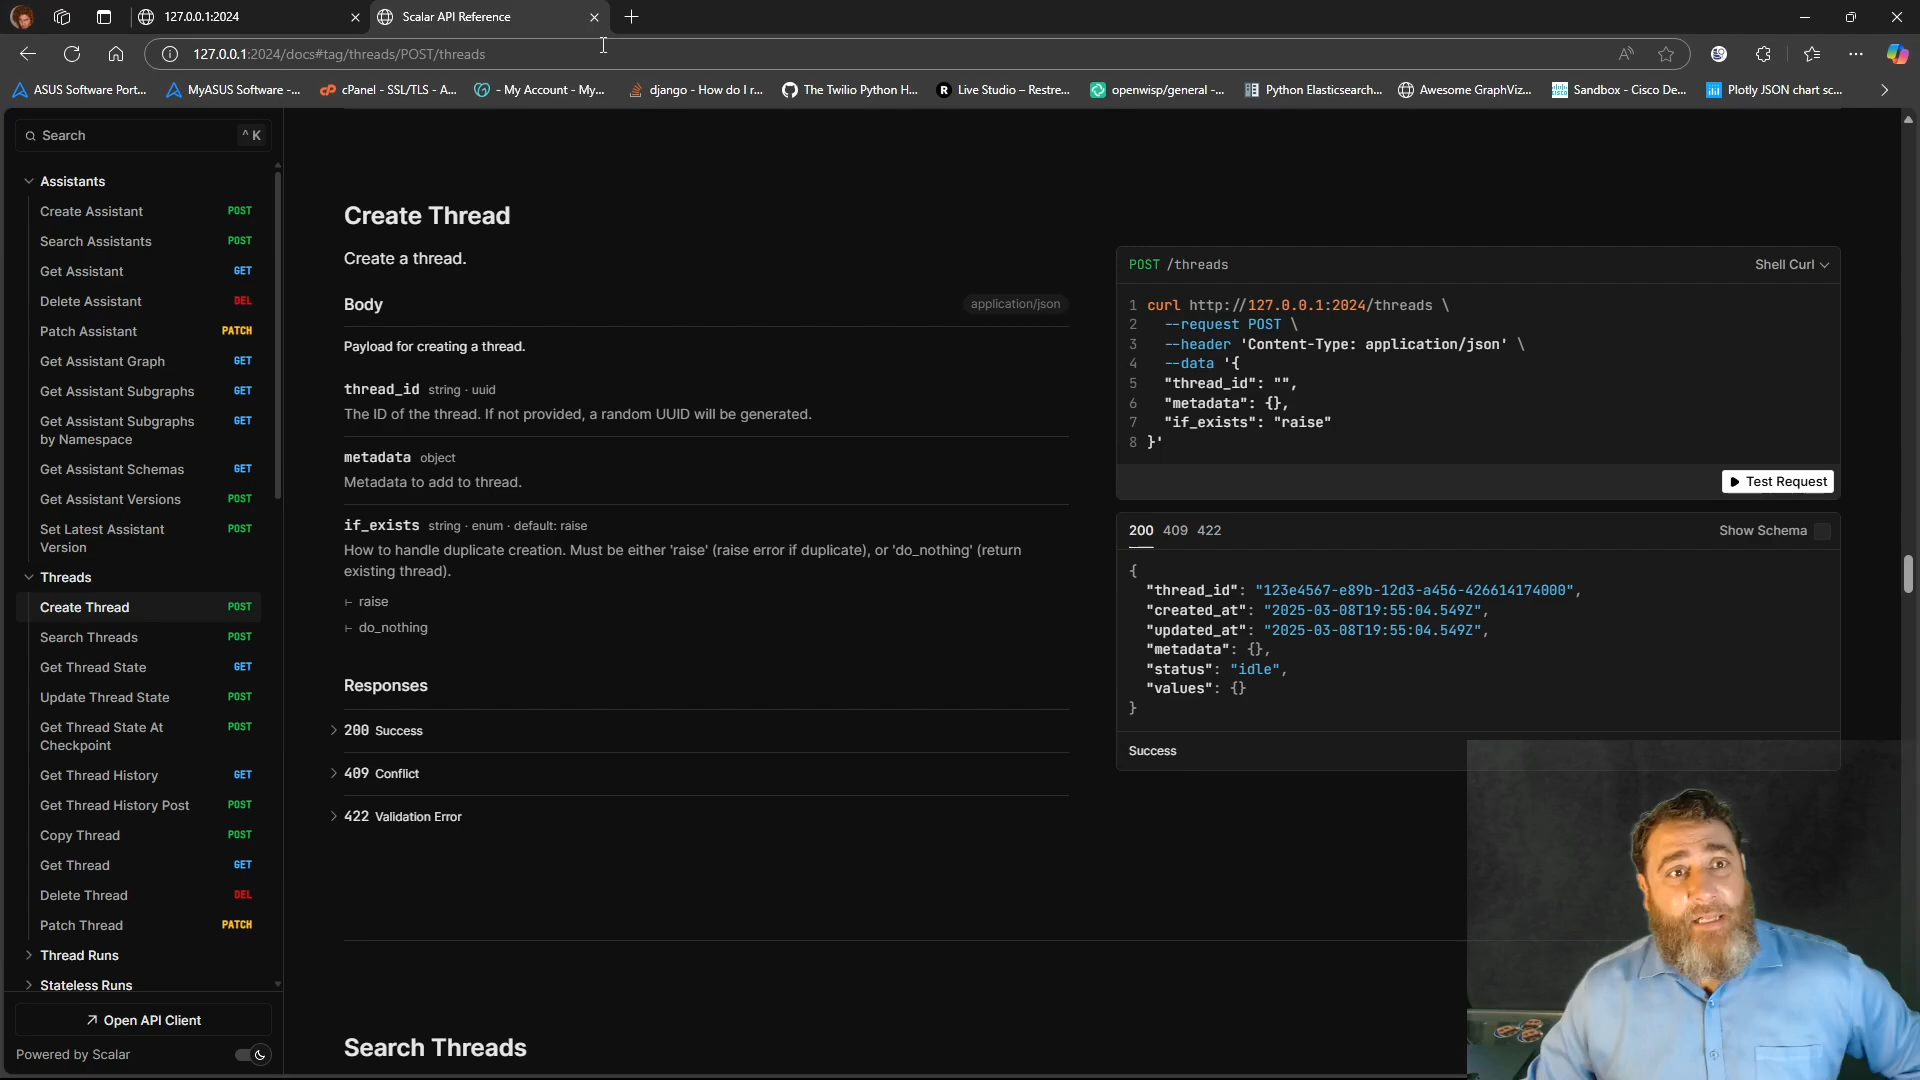 127.0.0.1:2024
Scalar API Reference
127.0.0.1:2024/docs#tag/threads/POST/threads
ASUS Software Port...
MyASUS Software -...
cPanel - SSL/TLS - A...
- My Account - My...
django - How do I r...
The Twilio Python H...
Live Studio – Restre...
openwisp/general -...
Python Elasticsearch...
Awesome GraphViz...
Sandbox - Cisco De...
Plotly JSON chart sc...
Search
^ K
Assistants
Create Assistant POST
Search Assistants POST
Get Assistant GET
Delete Assistant DEL
Patch Assistant PATCH
Get Assistant Graph GET
Get Assistant Subgraphs GET
Get Assistant Subgraphs GET
by Namespace
Get Assistant Schemas GET
Get Assistant Versions POST
Set Latest Assistant POST
Version
Threads
Create Thread POST
Search Threads POST
Get Thread State GET
Update Thread State POST
Get Thread State At POST
Checkpoint
Get Thread History GET
Get Thread History Post POST
Copy Thread POST
Get Thread GET
Delete Thread DEL
Patch Thread PATCH
Thread Runs
Stateless Runs
Open API Client
Powered by Scalar
Create Thread
Create a thread.
Body
application/json
Payload for creating a thread.
thread_id string · uuid
The ID of the thread. If not provided, a random UUID will be generated.
metadata object
Metadata to add to thread.
if_exists string · enum · default: raise
How to handle duplicate creation. Must be either 'raise' (raise error if duplicate), or 'do_nothing' (return
existing thread).
raise
do_nothing
Responses
200 Success
409 Conflict
422 Validation Error
Search Threads
POST /threads
Shell Curl
1 curl http://127.0.0.1:2024/threads \
2 --request POST \
3 --header 'Content-Type: application/json' \
4 --data '{
5 "thread_id": "",
6 "metadata": {},
7 "if_exists": "raise"
8 }'
Test Request
200 409 422
Show Schema
{
"thread_id": "123e4567-e89b-12d3-a456-426614174000",
"created_at": "2025-03-08T19:55:04.549Z",
"updated_at": "2025-03-08T19:55:04.549Z",
"metadata": {},
"status": "idle",
"values": {}
}
Success